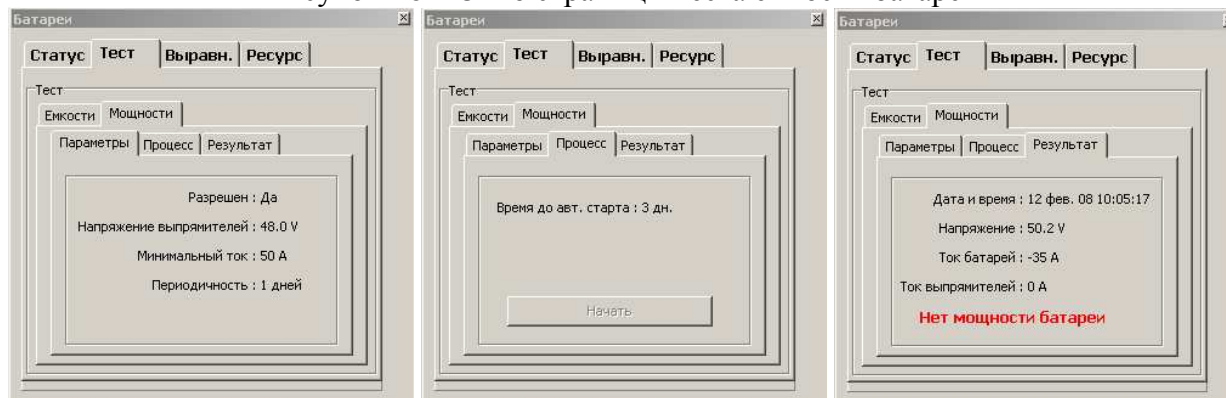 Батареи
Статус Тест Выравн. Ресурс
Тест
Емкости Мощности
Параметры Процесс Результат
Разрешен : Да
Напряжение выпрямителей : 48.0 V
Минимальный ток : 50 A
Периодичность : 1 дней
Батареи
Статус Тест Выравн. Ресурс
Тест
Емкости Мощности
Параметры Процесс Результат
Время до авт. старта : 3 дн.
Начать
Батареи
Статус Тест Выравн. Ресурс
Тест
Емкости Мощности
Параметры Процесс Результат
Дата и время : 12 фев. 08 10:05:17
Напряжение : 50.2 V
Ток батарей : -35 A
Ток выпрямителей : 0 A
Нет мощности батареи